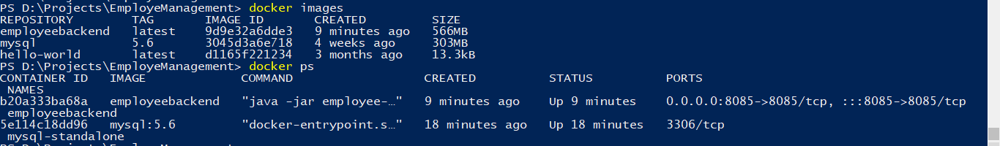 PS D:\Projects\EmployeManagement> docker images
REPOSITORY TAG IMAGE ID CREATED SIZE
employeebackend latest 9d9e32a6dde3 9 minutes ago 566MB
mysql 5.6 3045d3a6e718 4 weeks ago 303MB
hello-world latest d1165f221234 3 months ago 13.3kB
PS D:\Projects\EmployeManagement> docker ps
CONTAINER ID IMAGE COMMAND CREATED STATUS PORTS
NAMES
b20a333ba68a employeebackend "java -jar employee-…" 9 minutes ago Up 9 minutes 0.0.0.0:8085->8085/tcp, :::8085->8085/tcp
employeebackend
5e114c18dd96 mysql:5.6 "docker-entrypoint.s…" 18 minutes ago Up 18 minutes 3306/tcp
mysql-standalone
PS D:\Projects\EmployeManagement>